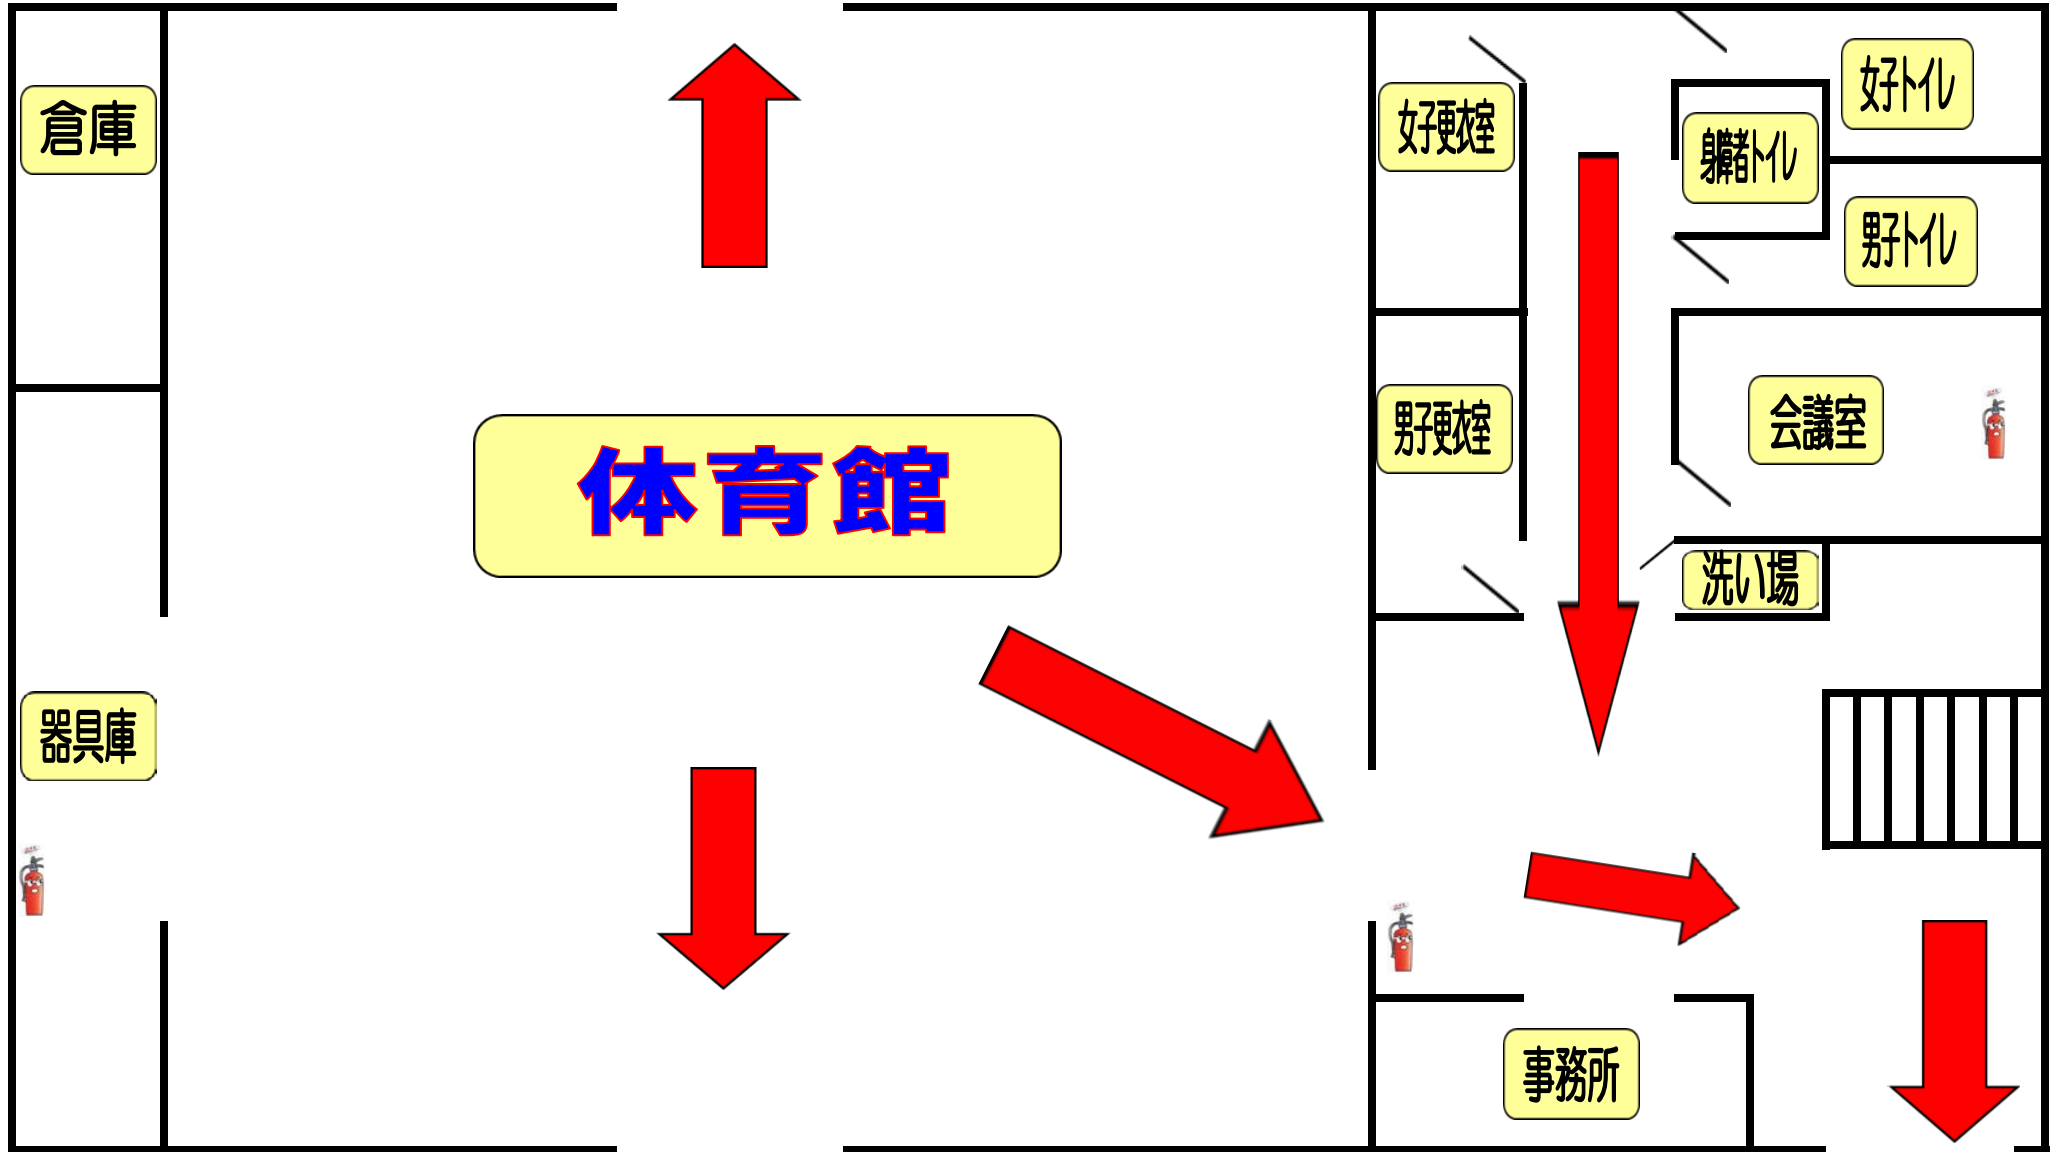 倉庫
女子更衣室
女子トイレ
身障者トイレ
男子トイレ
体育館
男子更衣室
会議室
洗い場
器具庫
事務所